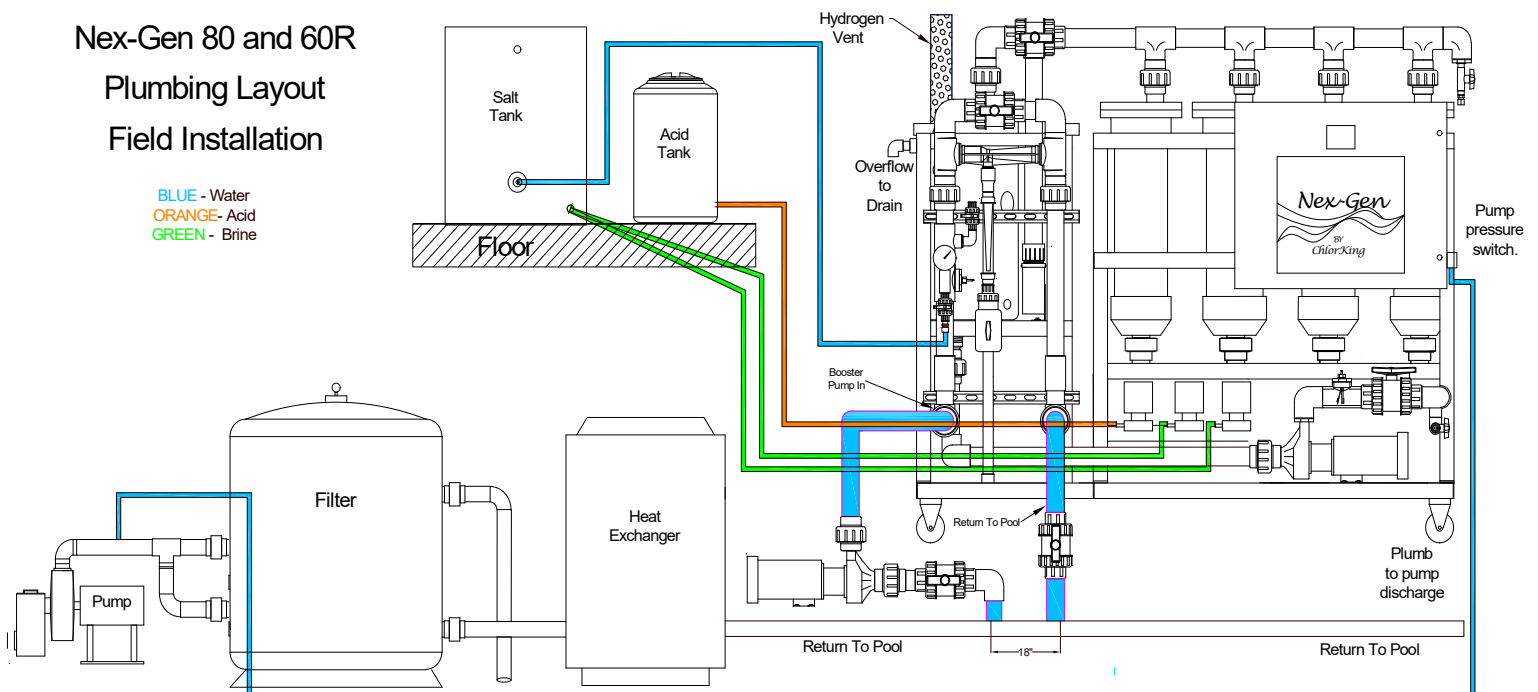 Nex-Gen 80 and 60R
Plumbing Layout
Field Installation
BLUE - Water
ORANGE- Acid
GREEN - Brine
Salt
Tank
Acid
Tank
Floor
Hydrogen
Vent
Overflow
to
Drain
Nex-Gen
BY
ChlorKing
Pump
pressure
switch.
Booster
Pump In
Filter
Heat
Exchanger
Pump
Return To Pool
Plumb
to pump
discharge
Return To Pool
18"
Return To Pool